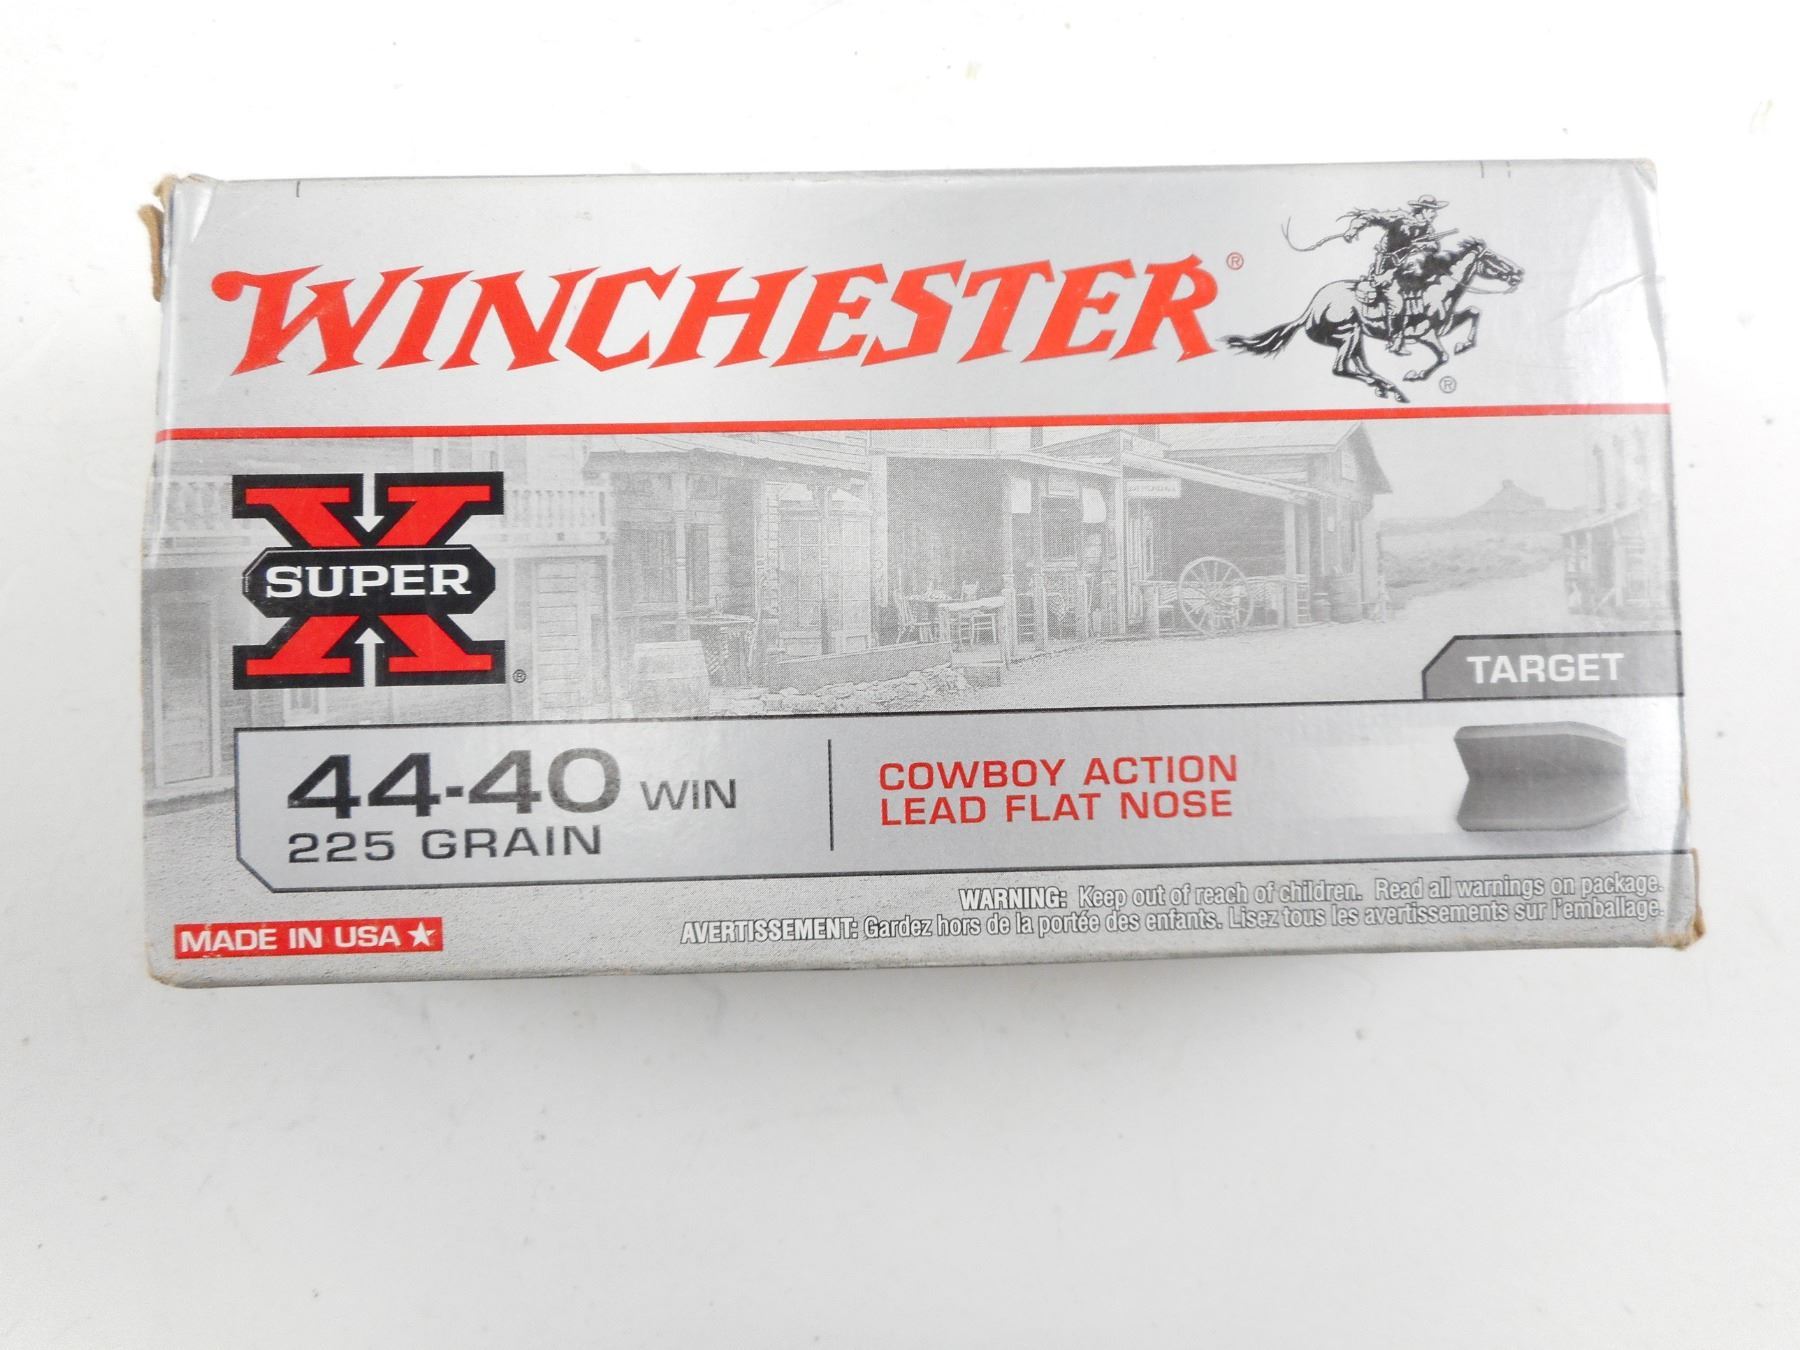 WINCHESTER®
®
X
SUPER
®
TARGET
44-40 WIN
225 GRAIN
COWBOY ACTION
LEAD FLAT NOSE
WARNING: Keep out of reach of children. Read all warnings on package.
AVERTISSEMENT: Gardez hors de la portée des enfants. Lisez tous les avertissements sur l'emballage.
MADE IN USA ★